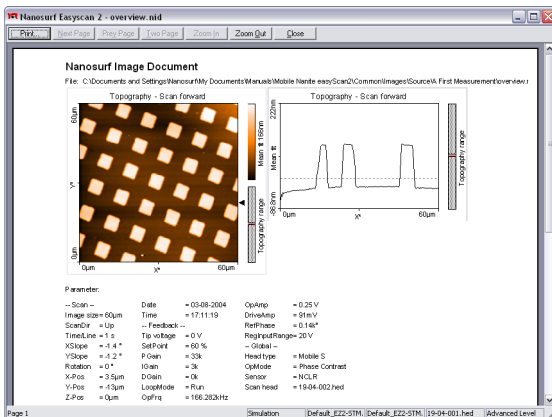 Nanosurf Easyscan 2 - overview.nid
Print... Next Page Prev Page Two Page Zoom In Zoom Out Close
Nanosurf Image Document
File: C:\Documents and Settings\Nanosurf\My Documents\Manuals\Mobile Nanite easyScan2\Common\Images\Source\A First Measurement\overview.r
Topography - Scan forward
60µm
Y*
0µm
0µm X* 60µm
Mean fit 166nm
Topography range
Topography - Scan forward
222nm
Mean fit
-86.8nm
0µm X* 60µm
Topography range
Parameter:
-- Scan -- Date = 03-08-2004 OpAmp = 0.25 V
Image size= 60µm Time = 17:11:19 DriveAmp = 91mV
ScanDir = Up -- Feedback -- RefPhase = 0.14k°
Time/Line = 1 s Tip voltage = 0 V RegInputRange= 20 V
XSlope = -1.4 ° SetPoint = 60 % -- Global --
YSlope = -1.2 ° P Gain = 33k Head type = Mobile S
Rotation = 0 ° IGain = 3k OpMode = Phase Contrast
X-Pos = 3.5µm DGain = 0k Sensor = NCLR
Y-Pos = -13µm LoopMode = Run Scan head = 19-04-002.hed
Z-Pos = 0µm OpFrq = 166.282kHz
Page 1 Simulation Default_EZ2-STM. Default_EZ2-STM. 19-04-001.hed Advanced Level